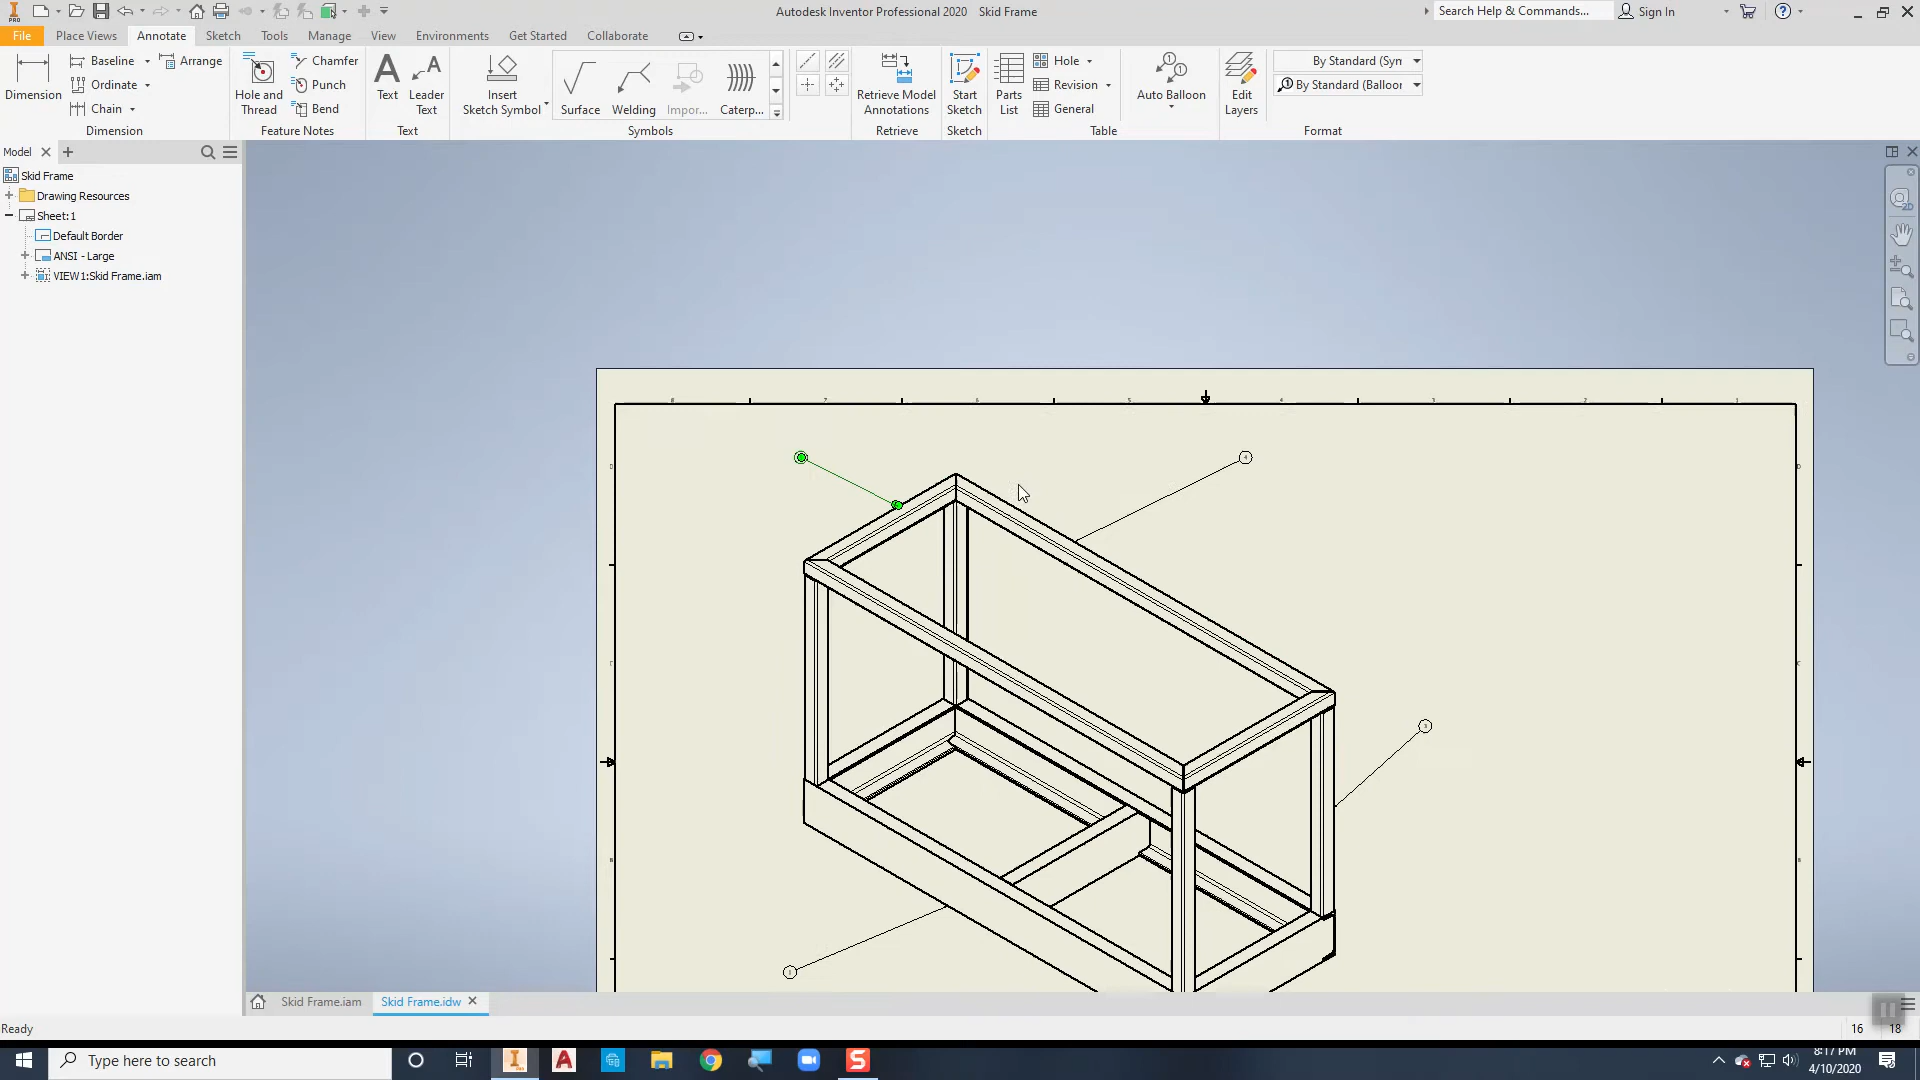 PRO
Autodesk Inventor Professional 2020 Skid Frame
Search Help & Commands...
Sign In
File Place Views Annotate Sketch Tools Manage View Environments Get Started Collaborate
Dimension
Baseline
Ordinate
Chain
Arrange
Dimension
Hole and Thread
Chamfer
Punch
Bend
Feature Notes
Text
Leader Text
Text
Insert Sketch Symbol
Surface
Welding
Impor...
Caterp...
Symbols
Retrieve Model Annotations
Retrieve
Start Sketch
Sketch
Parts List
Hole
Revision
General
Table
Auto Balloon
Edit Layers
By Standard (Syn
By Standard (Balloor
Format
Model
Skid Frame
Drawing Resources
Sheet:1
Default Border
ANSI - Large
VIEW1:Skid Frame.iam
Skid Frame.iam
Skid Frame.idw
Ready
16 18
Type here to search
8:17 PM
4/10/2020